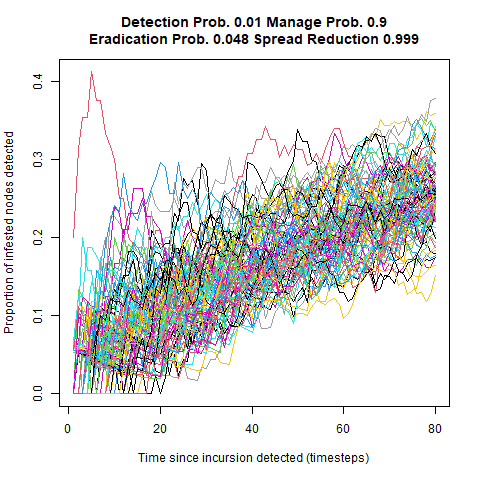 Detection Prob. 0.01 Manage Prob. 0.9
Eradication Prob. 0.048 Spread Reduction 0.999
Proportion of infested nodes detected
0.4
0.3
0.2
0.1
0.0
0 20 40 60 80
Time since incursion detected (timesteps)